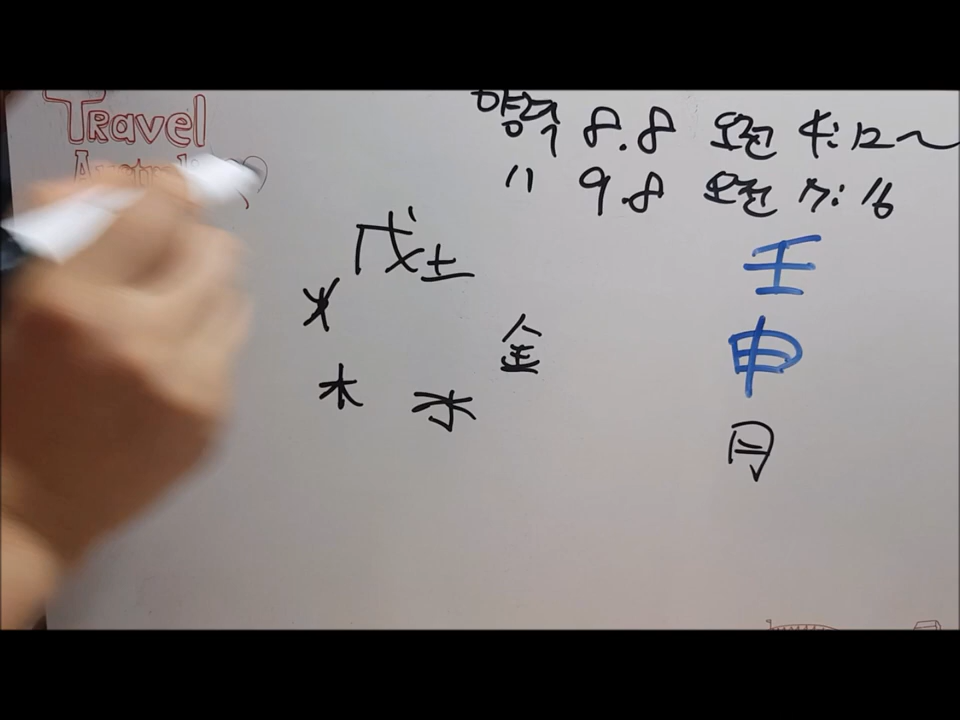 Travel
양력 8.8 오전 4:12~
" 9.8 오전 7:16
戊土
火
金
木
水
壬
申
月